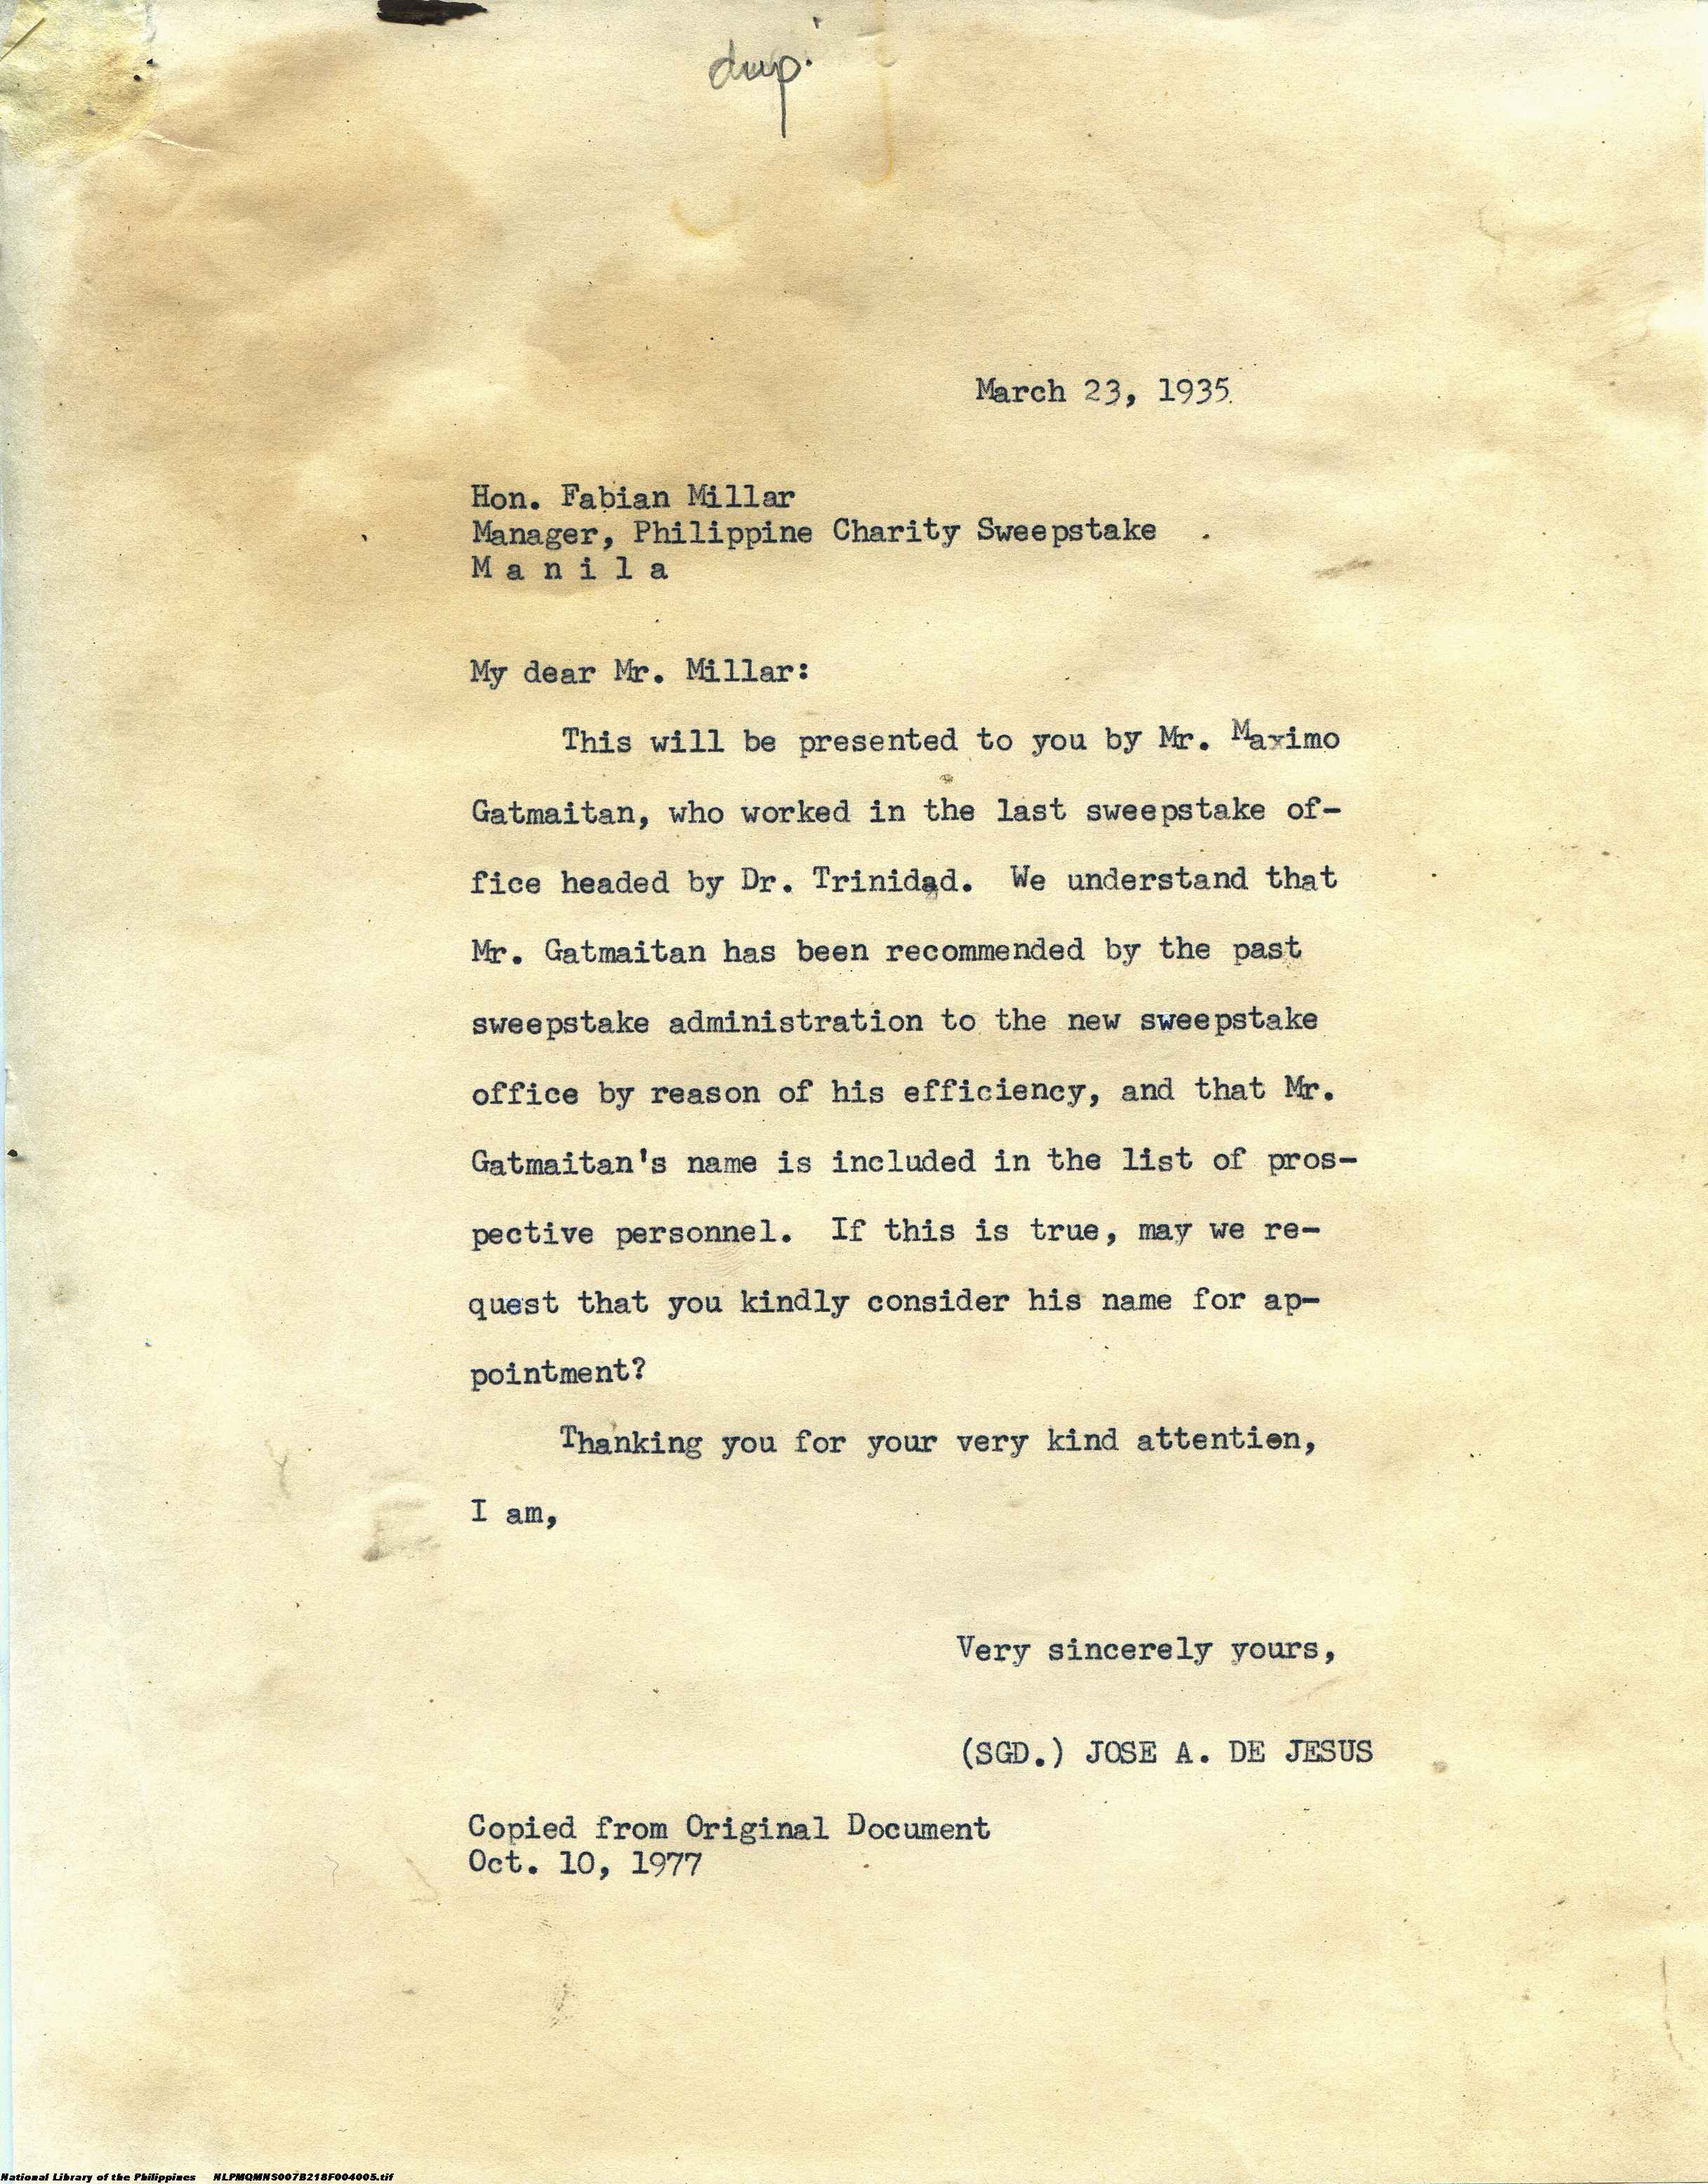 dup.
March 23, 1935.
Hon. Fabian Millar
Manager, Philippine Charity Sweepstake
M a n i l a
My dear Mr. Millar:
This will be presented to you by Mr. Maximo
Gatmaitan, who worked in the last sweepstake of-
fice headed by Dr. Trinidad. We understand that
Mr. Gatmaitan has been recommended by the past
sweepstake administration to the new sweepstake
office by reason of his efficiency, and that Mr.
Gatmaitan's name is included in the list of pros-
pective personnel. If this is true, may we re-
quest that you kindly consider his name for ap-
pointment?
Thanking you for your very kind attention,
I am,
Very sincerely yours,
(SGD.) JOSE A. DE JESUS
Copied from Original Document
Oct. 10, 1977
National Library of the Philippines NLPMQMNS007B218F004005.tif